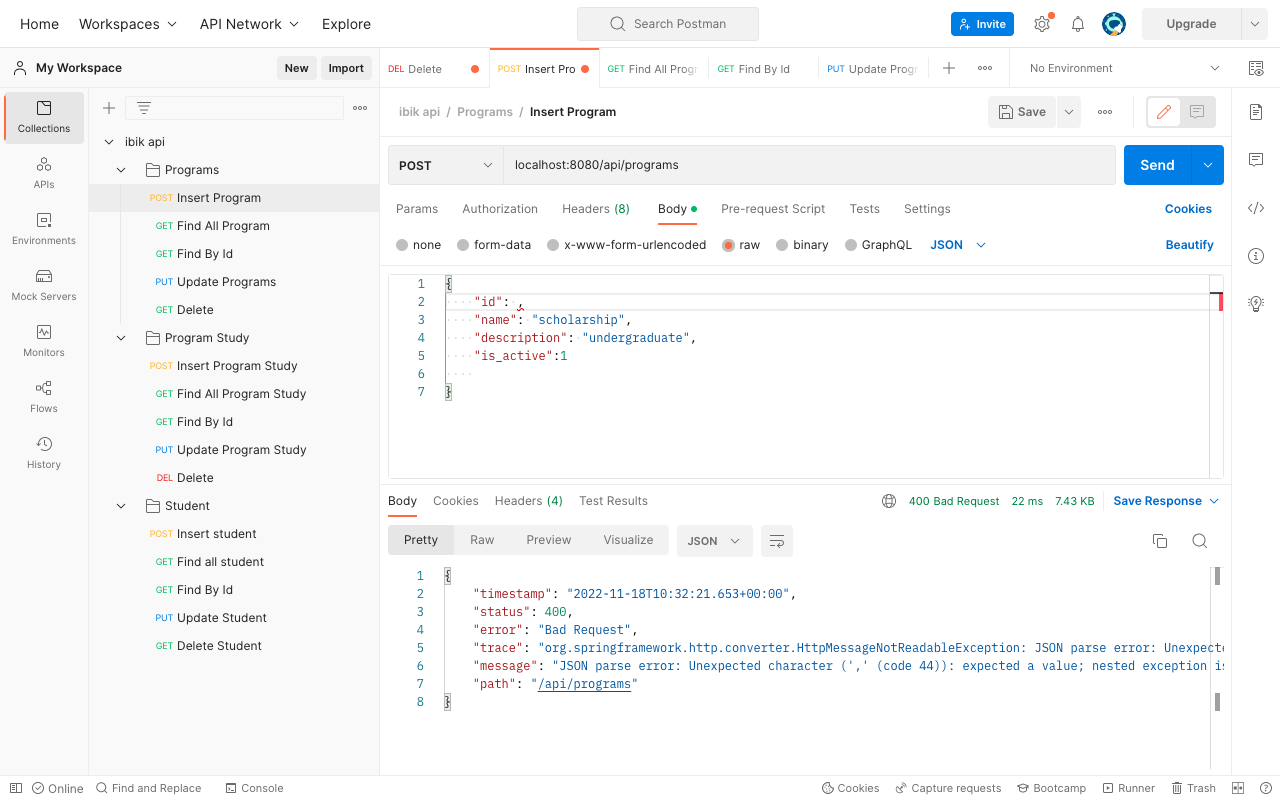 Home Workspaces API Network Explore Search Postman Invite Upgrade
My Workspace New Import DEL Delete POST Insert Pro GET Find All Prog GET Find By Id PUT Update Prog No Environment
ibik api / Programs / Insert Program Save
Collections
APIs
Environments
Mock Servers
Monitors
Flows
History
ibik api
Programs
POST Insert Program
GET Find All Program
GET Find By Id
PUT Update Programs
GET Delete
Program Study
POST Insert Program Study
GET Find All Program Study
GET Find By Id
PUT Update Program Study
DEL Delete
Student
POST Insert student
GET Find all student
GET Find By Id
PUT Update Student
GET Delete Student
POST localhost:8080/api/programs Send
Params Authorization Headers (8) Body Pre-request Script Tests Settings Cookies
none form-data x-www-form-urlencoded raw binary GraphQL JSON Beautify
1 {
2 "id": ,
3 "name": "scholarship",
4 "description": "undergraduate",
5 "is_active":1
6
7 }
Body Cookies Headers (4) Test Results 400 Bad Request 22 ms 7.43 KB Save Response
Pretty Raw Preview Visualize JSON
1 {
2 "timestamp": "2022-11-18T10:32:21.653+00:00",
3 "status": 400,
4 "error": "Bad Request",
5 "trace": "org.springframework.http.converter.HttpMessageNotReadableException: JSON parse error: Unexpecte
6 "message": "JSON parse error: Unexpected character (',' (code 44)): expected a value; nested exception is
7 "path": "/api/programs"
8 }
Online Find and Replace Console Cookies Capture requests Bootcamp Runner Trash